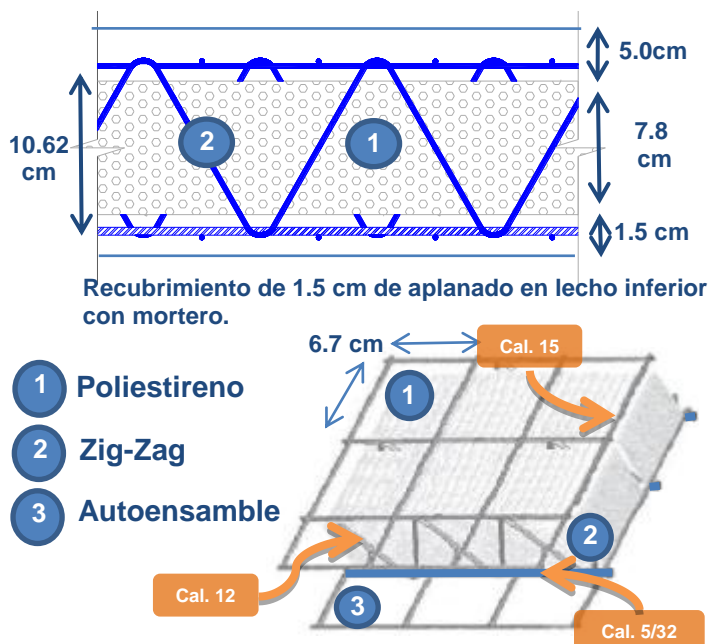 5.0cm
10.62
cm
2
1
7.8
cm
1.5 cm
Recubrimiento de 1.5 cm de aplanado en lecho inferior
con mortero.
6.7 cm
Cal. 15
1
1 Poliestireno
2 Zig-Zag
3 Autoensamble
2
Cal. 12
3
Cal. 5/32